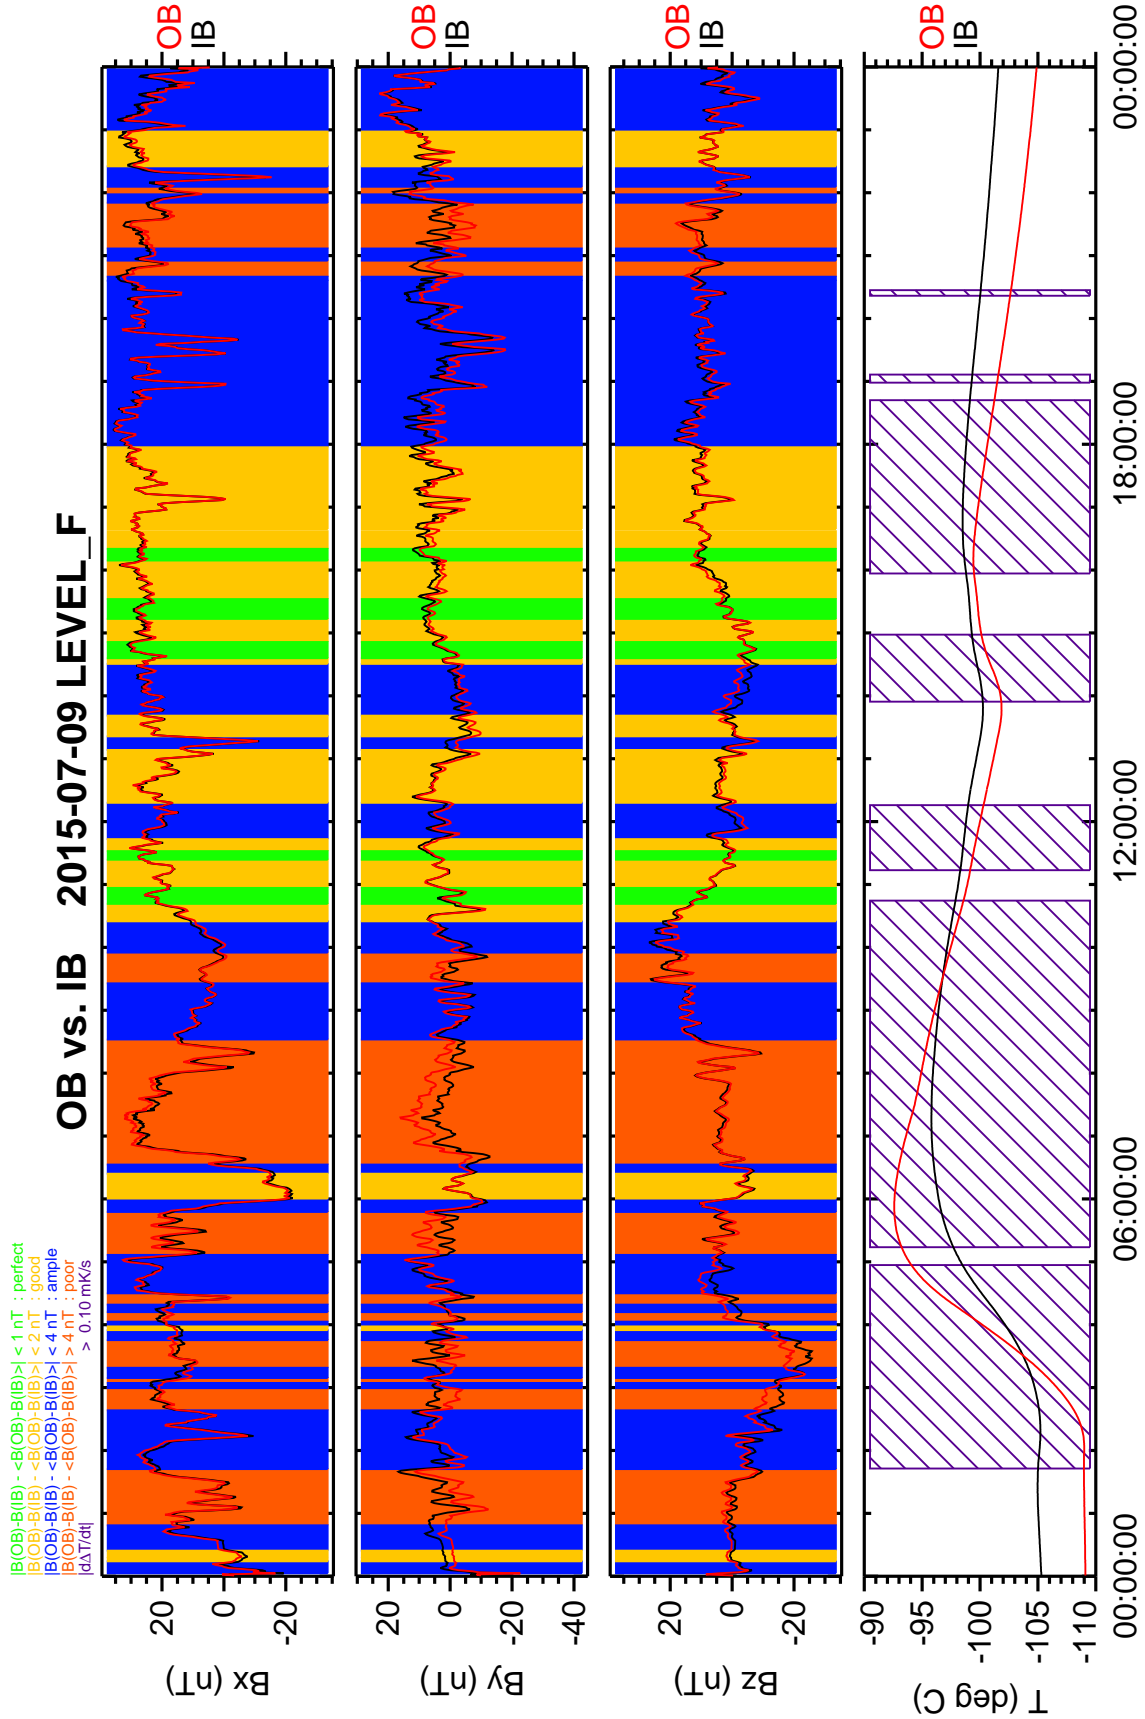 OB vs. IB    2015-07-09 LEVEL_F
|B(OB)-B(IB) - <B(OB)-B(IB)>| < 1 nT : perfect
|B(OB)-B(IB) - <B(OB)-B(IB)>| < 2 nT : good
|B(OB)-B(IB) - <B(OB)-B(IB)>| < 4 nT : ample
|B(OB)-B(IB) - <B(OB)-B(IB)>| > 4 nT : poor
|dΔT/dt| > 0.10 mK/s
Bx (nT)
20
0
-20
OB
IB
By (nT)
20
0
-20
-40
OB
IB
Bz (nT)
20
0
-20
OB
IB
T (deg C)
-90
-95
-100
-105
-110
OB
IB
00:00:00
06:00:00
12:00:00
18:00:00
00:00:00